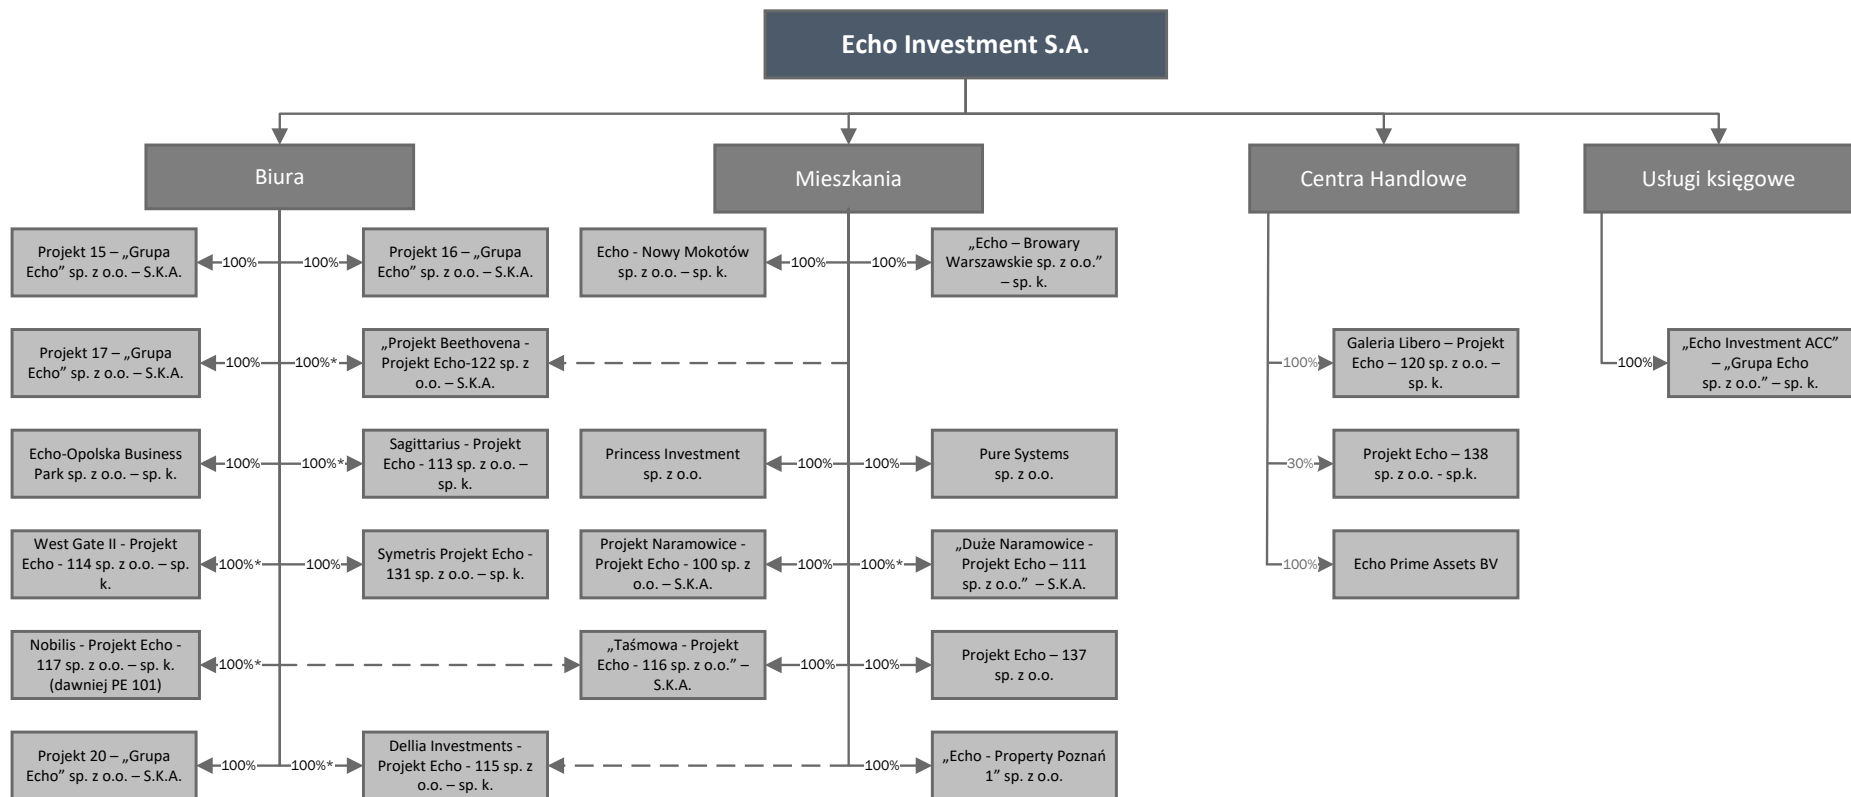 Echo Investment S.A.
Biura
Mieszkania
Centra Handlowe
Usługi księgowe
Projekt 15 – „Grupa
Echo” sp. z o.o. – S.K.A.
100%
100%
Projekt 16 – „Grupa
Echo” sp. z o.o. – S.K.A.
Echo - Nowy Mokotów
sp. z o.o. – sp. k.
100%
100%
„Echo – Browary
Warszawskie sp. z o.o.”
– sp. k.
Projekt 17 – „Grupa
Echo” sp. z o.o. – S.K.A.
100%
100%*
„Projekt Beethovena -
Projekt Echo-122 sp. z
o.o. – S.K.A.
100%
Galeria Libero – Projekt
Echo – 120 sp. z o.o. –
sp. k.
100%
„Echo Investment ACC”
– „Grupa Echo
sp. z o.o.” – sp. k.
Echo-Opolska Business
Park sp. z o.o. – sp. k.
100%
100%*
Sagittarius - Projekt
Echo - 113 sp. z o.o. –
sp. k.
Princess Investment
sp. z o.o.
100%
100%
Pure Systems
sp. z o.o.
30%
Projekt Echo – 138
sp. z o.o. - sp.k.
West Gate II - Projekt
Echo - 114 sp. z o.o. – sp.
k.
100%*
100%
Symetris Projekt Echo -
131 sp. z o.o. – sp. k.
Projekt Naramowice -
Projekt Echo - 100 sp. z
o.o. – S.K.A.
100%
100%*
„Duże Naramowice -
Projekt Echo – 111
sp. z o.o.” – S.K.A.
100%
Echo Prime Assets BV
Nobilis - Projekt Echo -
117 sp. z o.o. – sp. k.
(dawniej PE 101)
100%*
„Taśmowa - Projekt
Echo - 116 sp. z o.o.” –
S.K.A.
100%
100%
Projekt Echo – 137
sp. z o.o.
Projekt 20 – „Grupa
Echo” sp. z o.o. – S.K.A.
100%
100%*
Dellia Investments -
Projekt Echo - 115 sp. z
o.o. – sp. k.
100%
„Echo - Property Poznań
1” sp. z o.o.